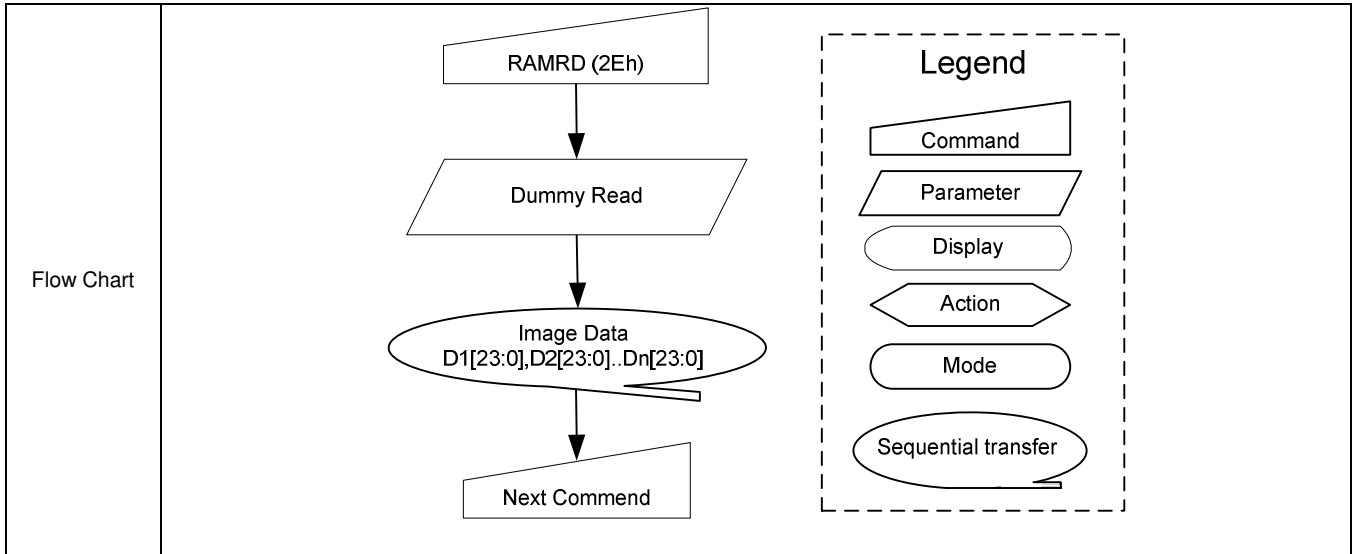 Flow Chart
RAMRD (2Eh)
Dummy Read
Image Data
D1[23:0],D2[23:0]..Dn[23:0]
Next Commend
Legend
Command
Parameter
Display
Action
Mode
Sequential transfer